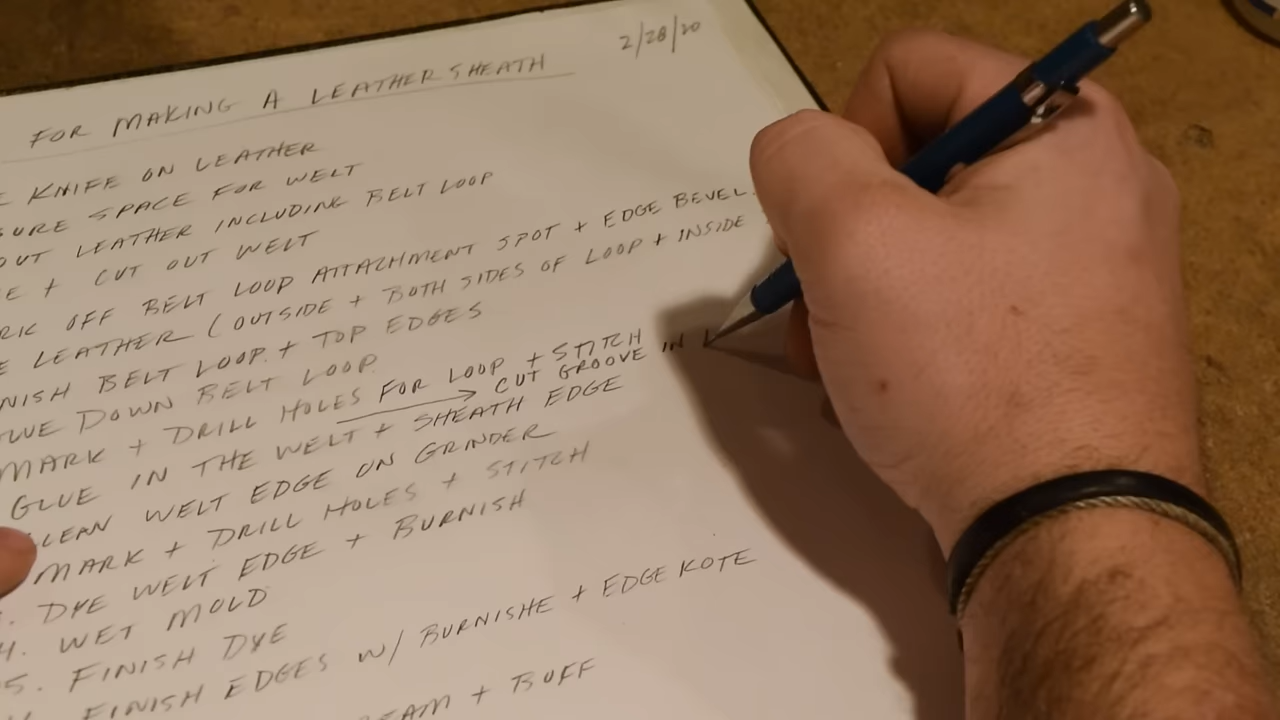 2/28/20
FOR MAKING A LEATHER SHEATH
KNIFE ON LEATHER
SPACE FOR WELT
OUT LEATHER INCLUDING BELT LOOP
+ CUT OUT WELT
OFF BELT LOOP ATTACHMENT SPOT + EDGE BEVEL
LEATHER (OUTSIDE + BOTH SIDES OF LOOP + INSIDE
BELT LOOP + TOP EDGES
DOWN BELT LOOP
MARK + DRILL HOLES FOR LOOP + STITCH
CUT GROOVE IN
GLUE IN THE WELT + SHEATH EDGE
CLEAN WELT EDGE ON GRINDER
MARK + DRILL HOLES + STITCH
DYE WELT EDGE + BURNISH
4. WET MOLD
5. FINISH DYE
FINISH EDGES W/ BURNISHE + EDGE KOTE
+ BUFF